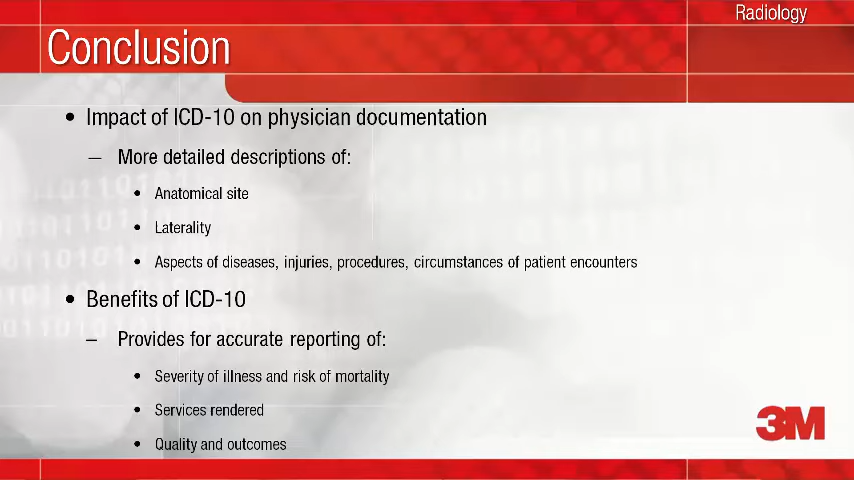 Radiology
Conclusion
• Impact of ICD-10 on physician documentation
– More detailed descriptions of:
• Anatomical site
• Laterality
• Aspects of diseases, injuries, procedures, circumstances of patient encounters
• Benefits of ICD-10
– Provides for accurate reporting of:
• Severity of illness and risk of mortality
• Services rendered
• Quality and outcomes
3M